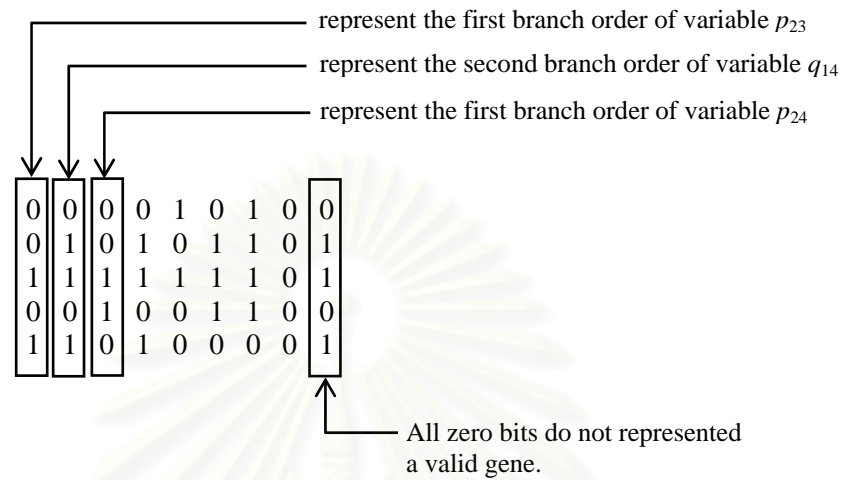 represent the first branch order of variable p₂₃
represent the second branch order of variable q₁₄
represent the first branch order of variable p₂₄
0 0 0 0 1 0 1 0 0
0 1 0 1 0 1 1 0 1
1 1 1 1 1 1 1 0 1
0 0 1 0 0 1 1 0 0
1 1 0 1 0 0 0 0 1
All zero bits do not represented
a valid gene.